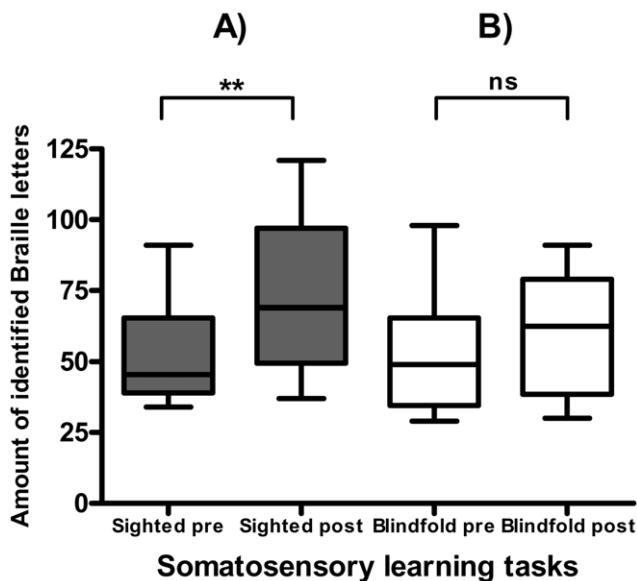 A) B)
** ns
Amount of identified Braille letters
125
100
75
50
25
0
Sighted pre Sighted post Blindfold pre Blindfold post
Somatosensory learning tasks